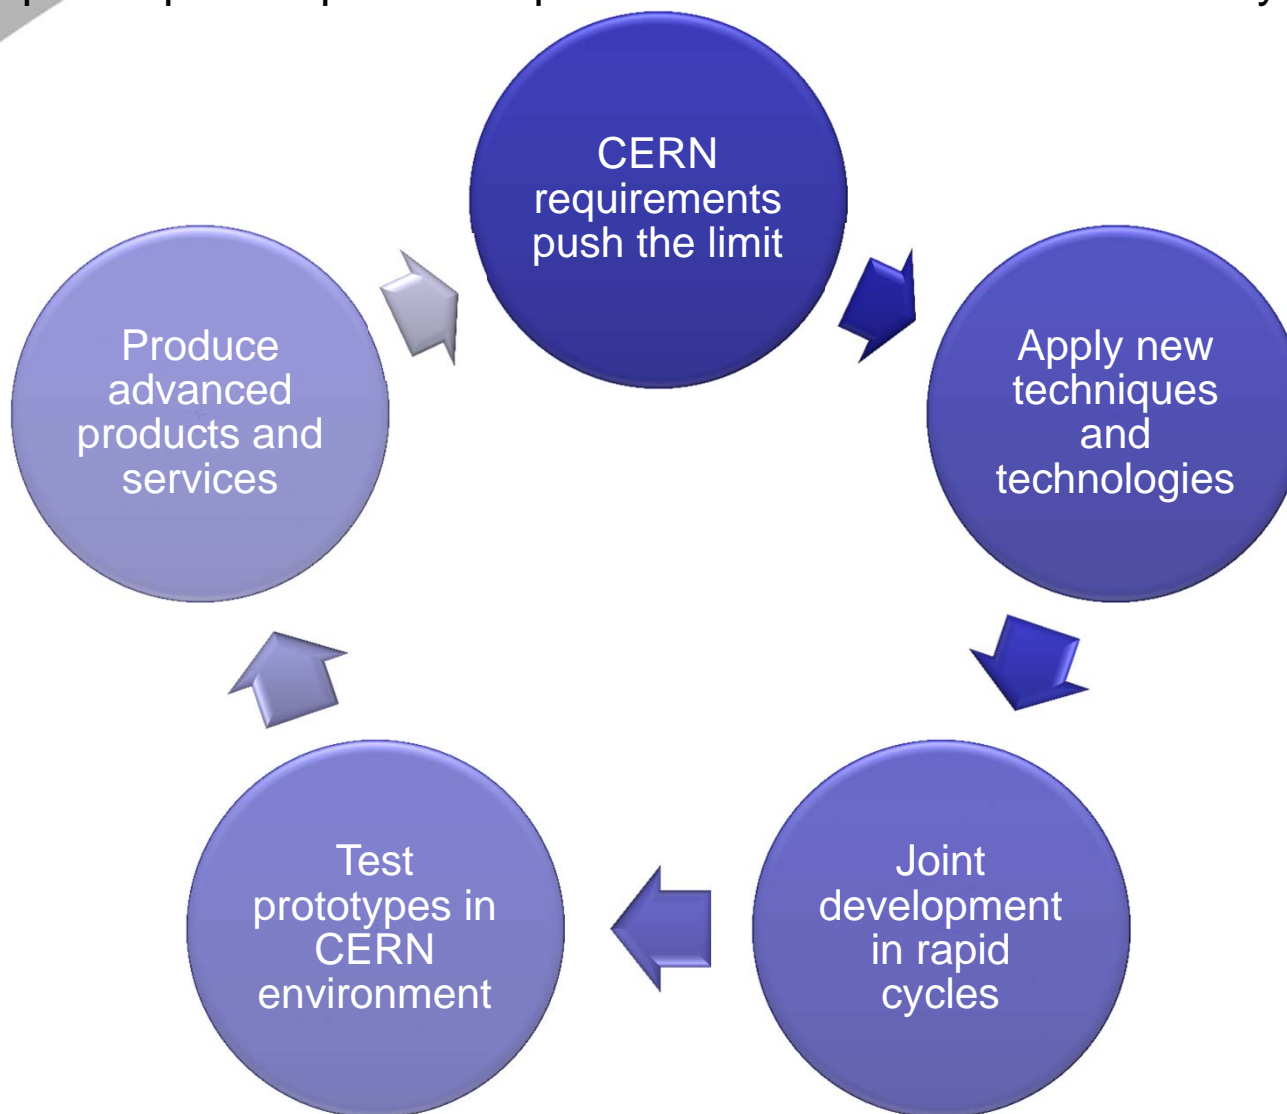 CERN
requirements
push the limit
Apply new
techniques
and
technologies
Joint
development
in rapid
cycles
Test
prototypes in
CERN
environment
Produce
advanced
products and
services